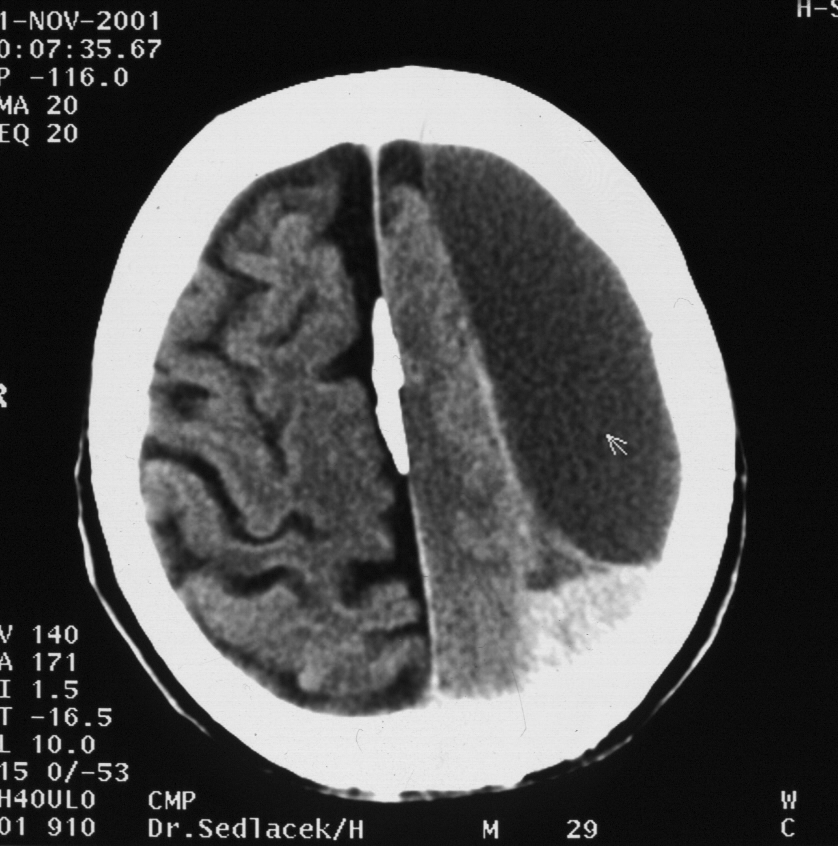 1-NOV-2001
0:07:35.67
P -116.0
MA 20
EQ 20
H-S
R
V 140
A 171
I 1.5
T -16.5
L 10.0
15 0/-53
H40UL0 CMP W
01 910 Dr.Sedlacek/H M 29 C